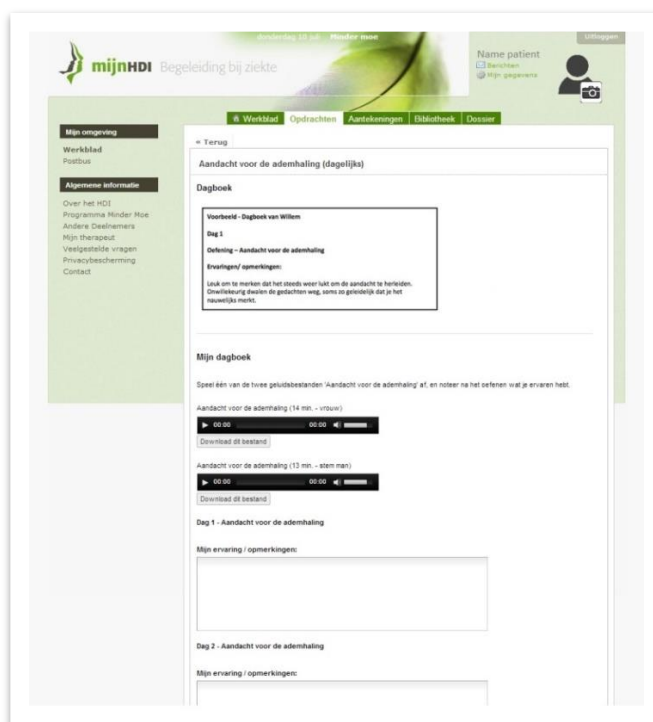 donderdag 10 juli Minder moe
Uitloggen
mijnHDI Begeleiding bij ziekte
Name patient
Berichten
Mijn gegevens
Werkblad Opdrachten Aantekeningen Bibliotheek Dossier
Mijn omgeving
Werkblad
Postbus
Algemene informatie
Over het HDI
Programma Minder Moe
Andere Deelnemers
Mijn therapeut
Veelgestelde vragen
Privacybescherming
Contact
« Terug
Aandacht voor de ademhaling (dagelijks)
Dagboek
Voorbeeld - Dagboek van Willem
Dag 1
Oefening – Aandacht voor de ademhaling
Ervaringen/ opmerkingen:
Leuk om te merken dat het steeds weer lukt om de aandacht te herleiden.
Onwillekeurig dwalen de gedachten weg, soms zo geleidelijk dat je het
nauwelijks merkt.
Mijn dagboek
Speel één van de twee geluidsbestanden 'Aandacht voor de ademhaling' af, en noteer na het oefenen wat je ervaren hebt.
Aandacht voor de ademhaling (14 min. - vrouw)
00:00 00:00
Download dit bestand
Aandacht voor de ademhaling (13 min. - stem man)
00:00 00:00
Download dit bestand
Dag 1 - Aandacht voor de ademhaling
Mijn ervaring / opmerkingen:
Dag 2 - Aandacht voor de ademhaling
Mijn ervaring / opmerkingen: